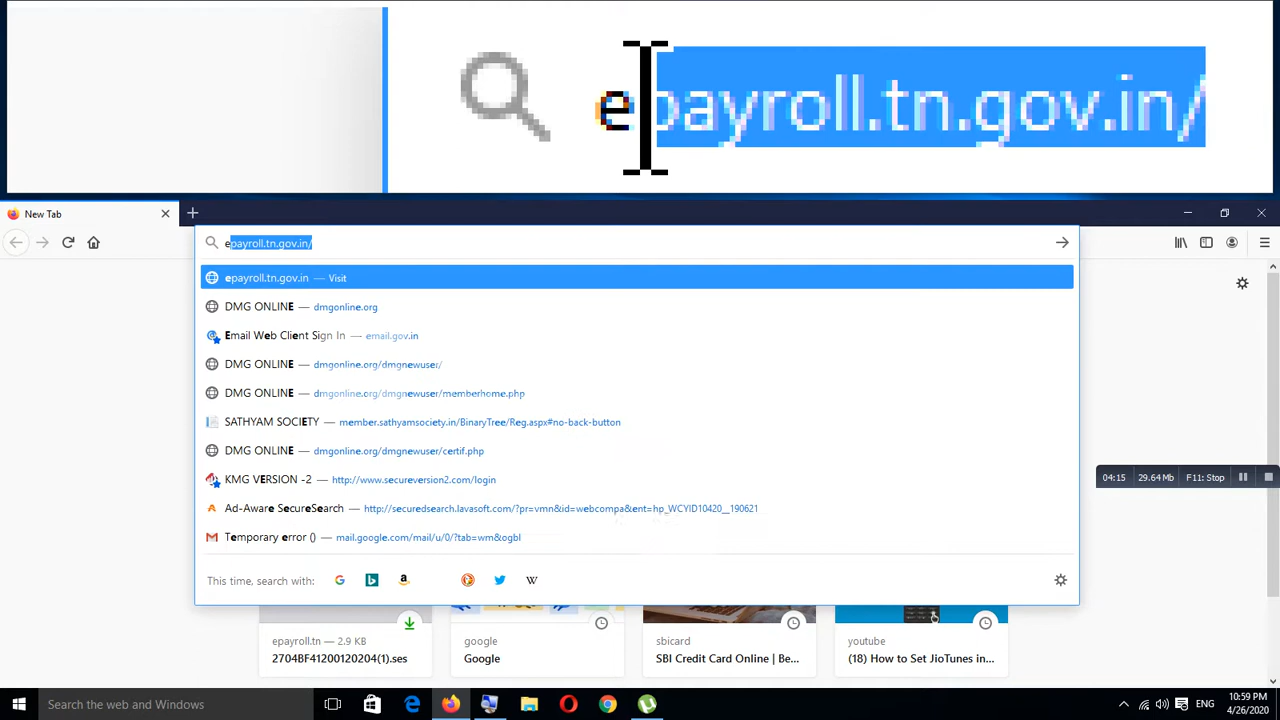 epayroll.tn.gov.in/
New Tab
epayroll.tn.gov.in/
epayroll.tn.gov.in — Visit
DMG ONLINE — dmgonline.org
Email Web Client Sign In — email.gov.in
DMG ONLINE — dmgonline.org/dmgnewuser/
DMG ONLINE — dmgonline.org/dmgnewuser/memberhome.php
SATHYAM SOCIETY — member.sathyamsociety.in/BinaryTree/Reg.aspx#no-back-button
DMG ONLINE — dmgonline.org/dmgnewuser/certif.php
KMG VERSION -2 — http://www.secureversion2.com/login
04:15 29.64 Mb F11: Stop
Ad-Aware SecureSearch — http://securedsearch.lavasoft.com/?pr=vmn&id=webcompa&ent=hp_WCYID10420__190621
Temporary error () — mail.google.com/mail/u/0/?tab=wm&ogbl
This time, search with:
epayroll.tn — 2.9 KB
2704BF41200120204(1).ses
google
Google
sbicard
SBI Credit Card Online | Be...
youtube
(18) How to Set JioTunes in...
Search the web and Windows
ENG
10:59 PM
4/26/2020